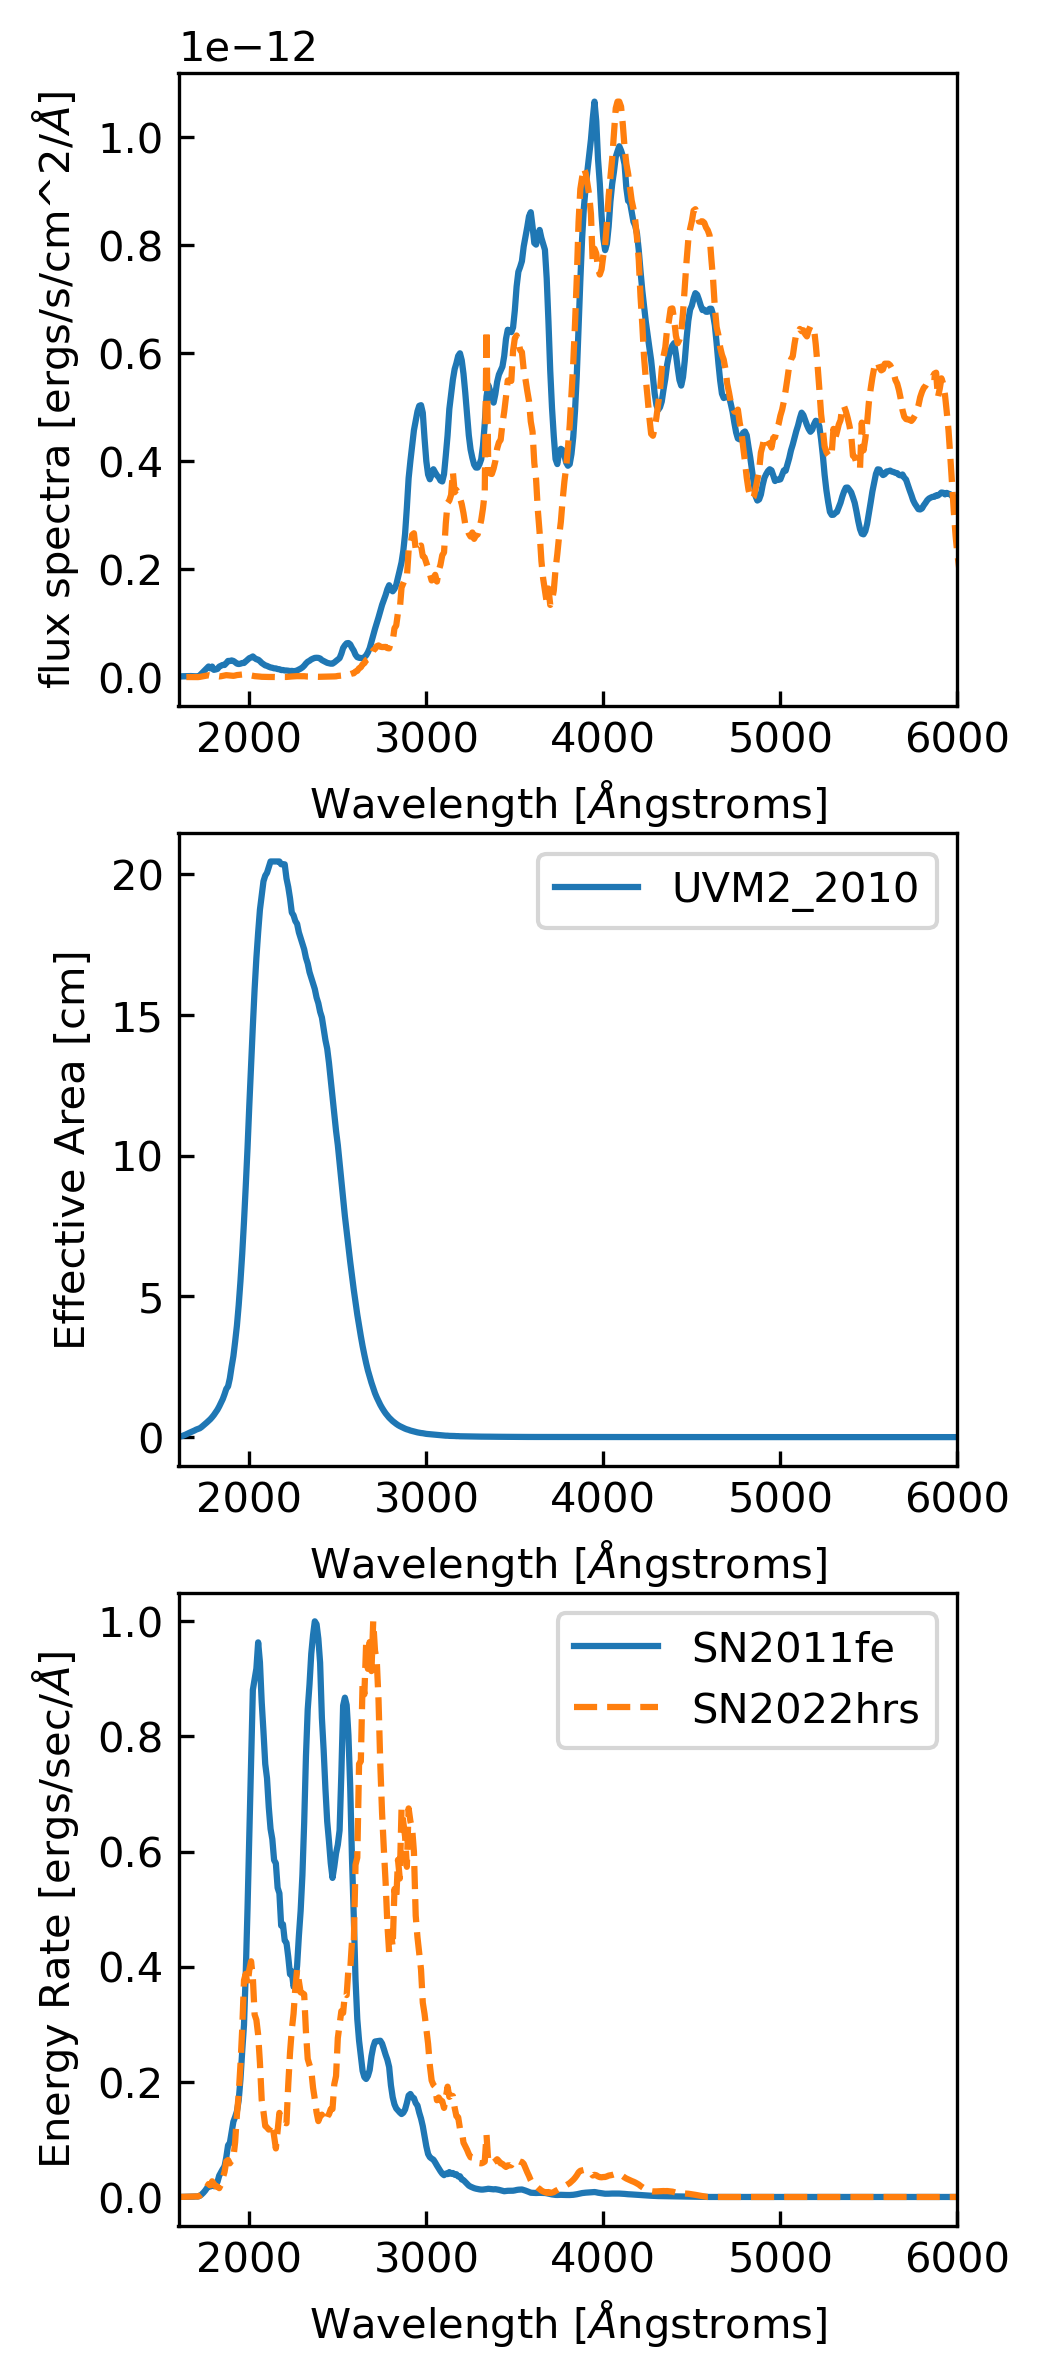 1e−12
flux spectra [ergs/s/cm^2/Å]
1.0
0.8
0.6
0.4
0.2
0.0
2000 3000 4000 5000 6000
Wavelength [Ångstroms]
UVM2_2010
Effective Area [cm]
20
15
10
5
0
2000 3000 4000 5000 6000
Wavelength [Ångstroms]
SN2011fe
SN2022hrs
Energy Rate [ergs/sec/Å]
1.0
0.8
0.6
0.4
0.2
0.0
2000 3000 4000 5000 6000
Wavelength [Ångstroms]